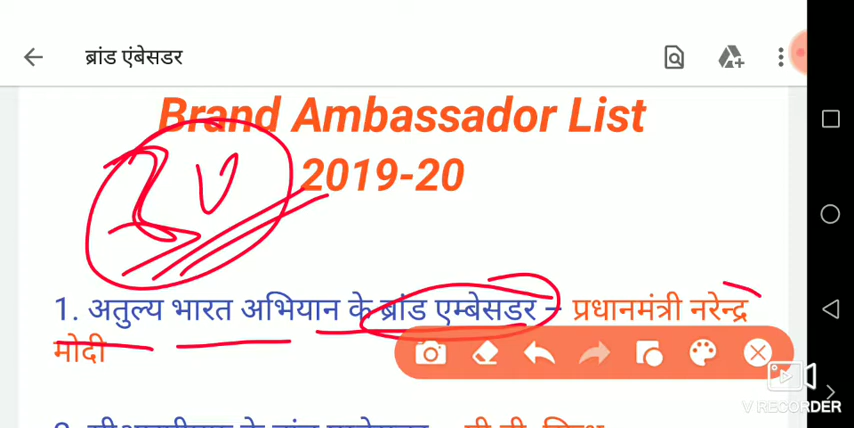 ब्रांड एंबेसडर
Brand Ambassador List
2019-20
1. अतुल्य भारत अभियान के ब्रांड एम्बेसडर – प्रधानमंत्री नरेन्द्र
मोदी
V RECORDER